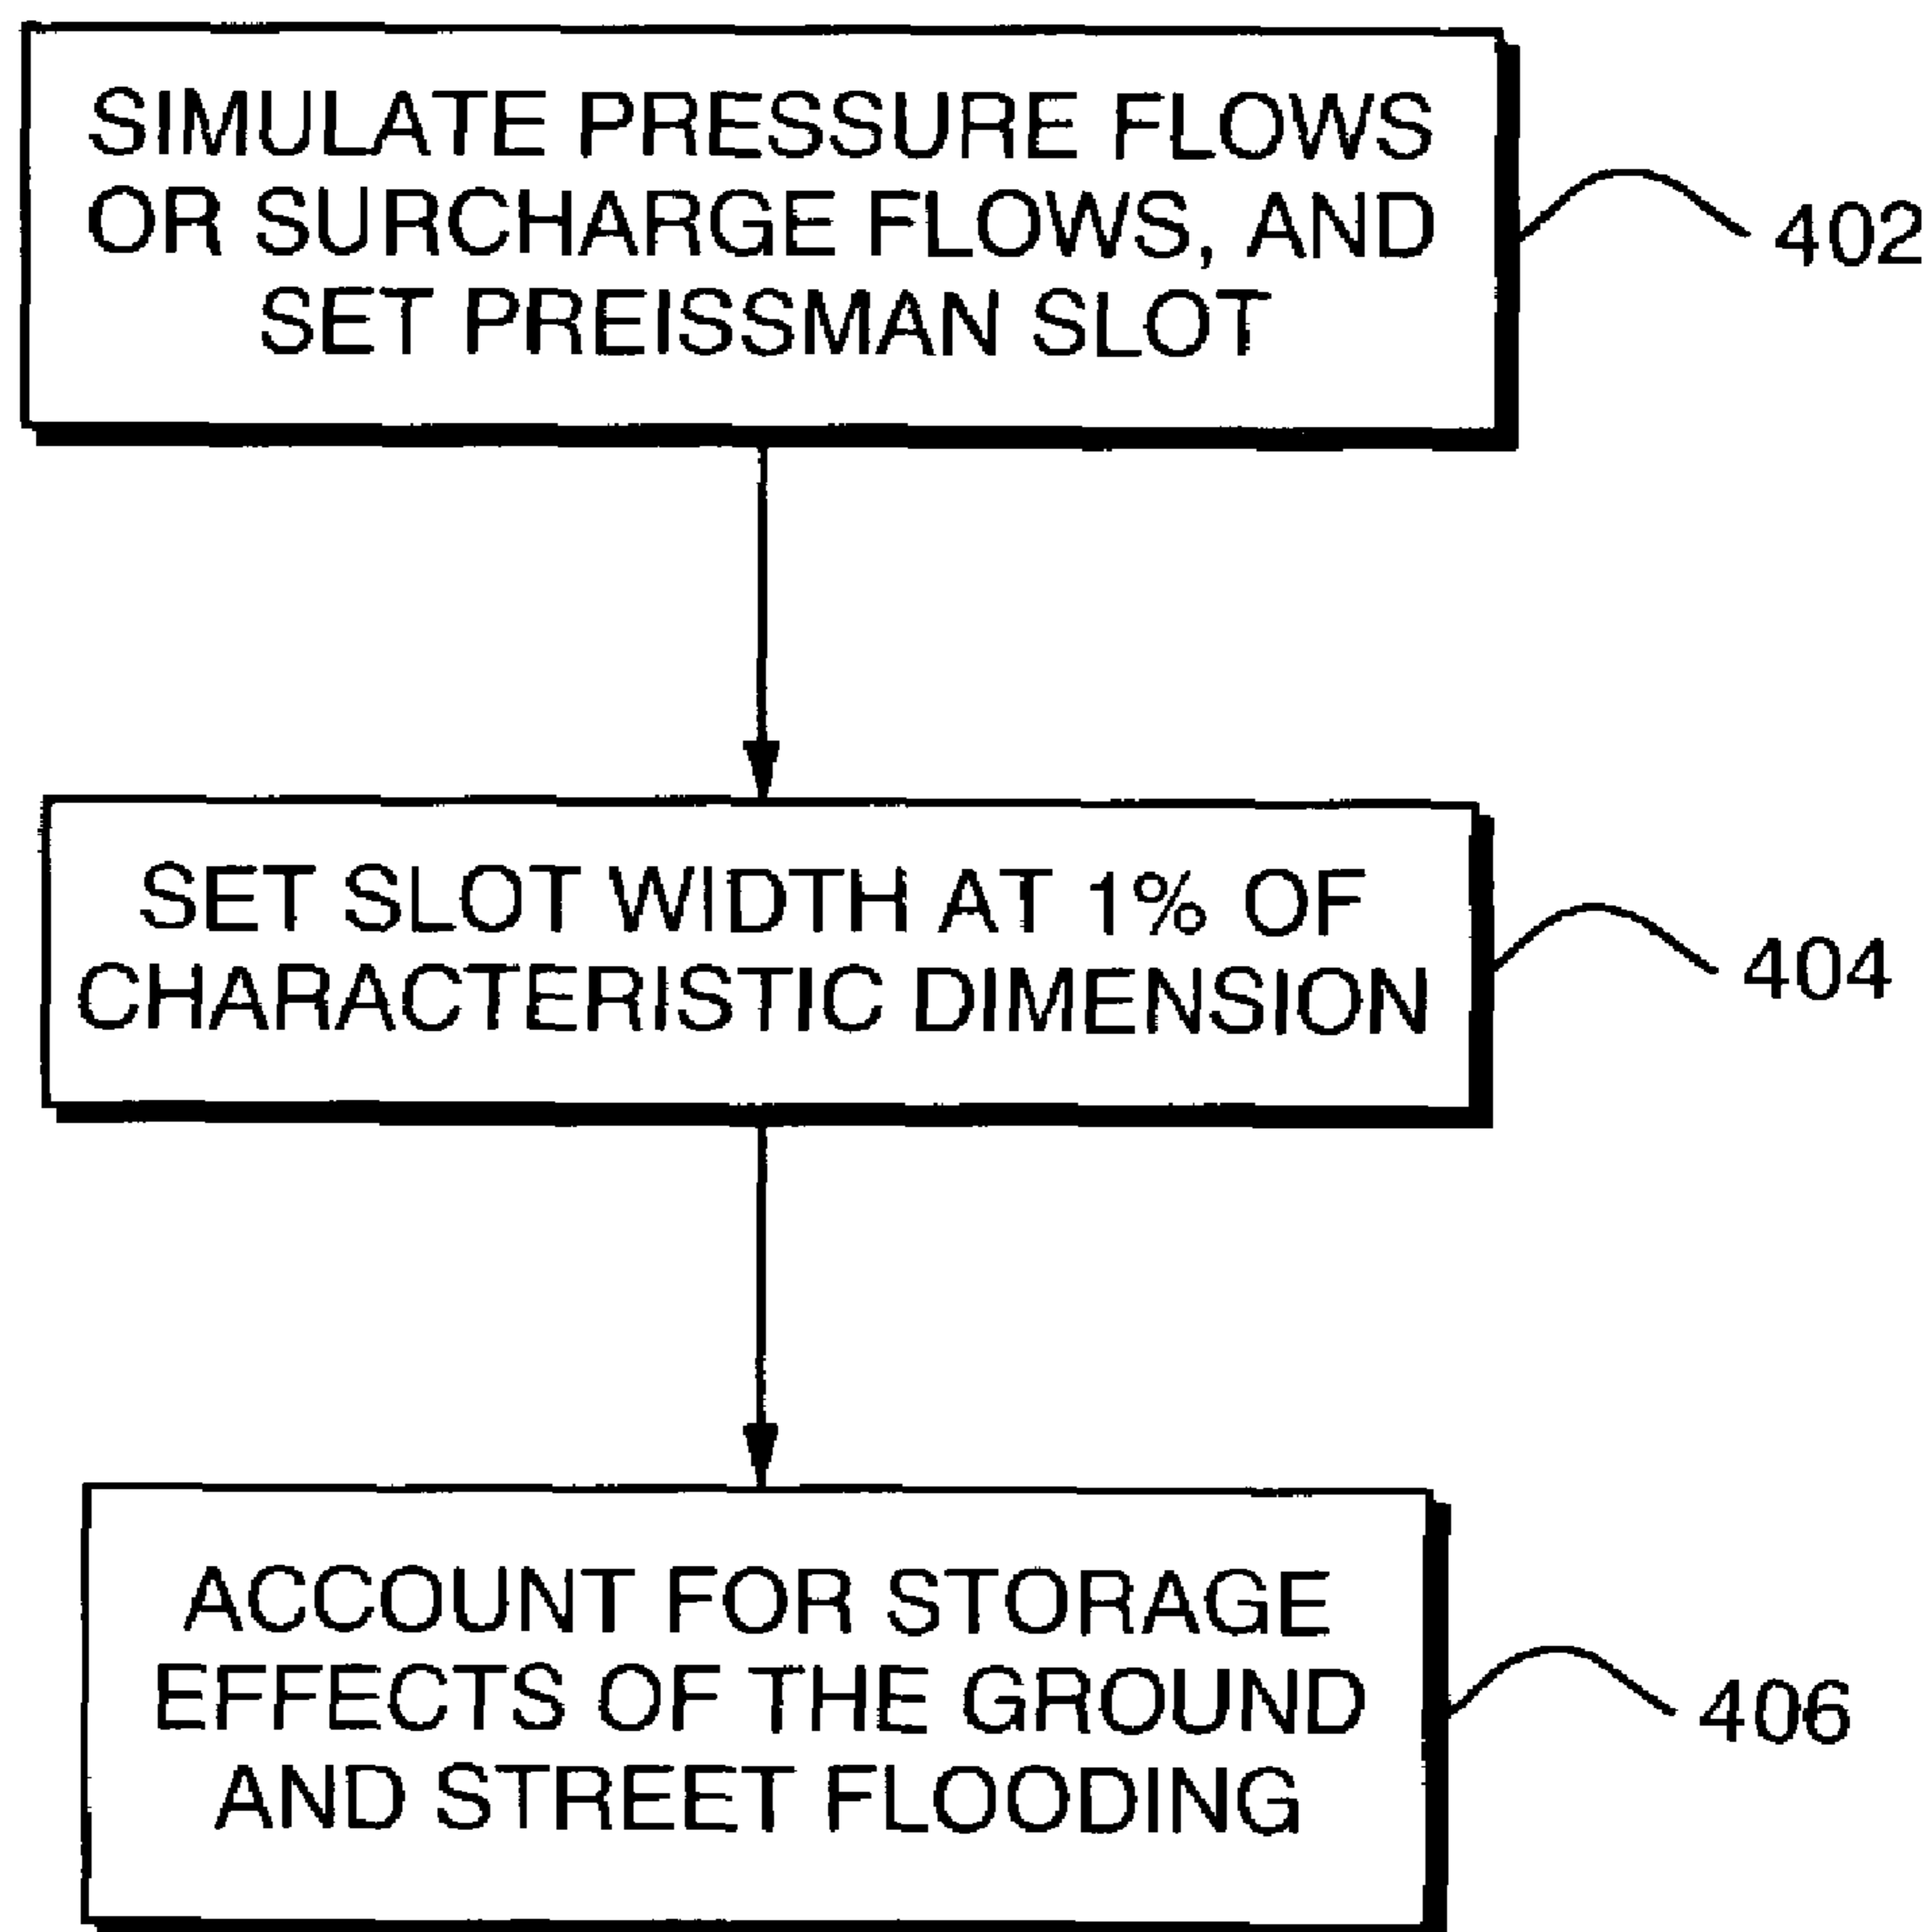 SIMULATE PRESSURE FLOWS
OR SURCHARGE FLOWS, AND
SET PREISSMAN SLOT
402
SET SLOT WIDTH AT 1% OF
CHARACTERISTIC DIMENSION
404
ACCOUNT FOR STORAGE
EFFECTS OF THE GROUND
AND STREET FLOODING
406